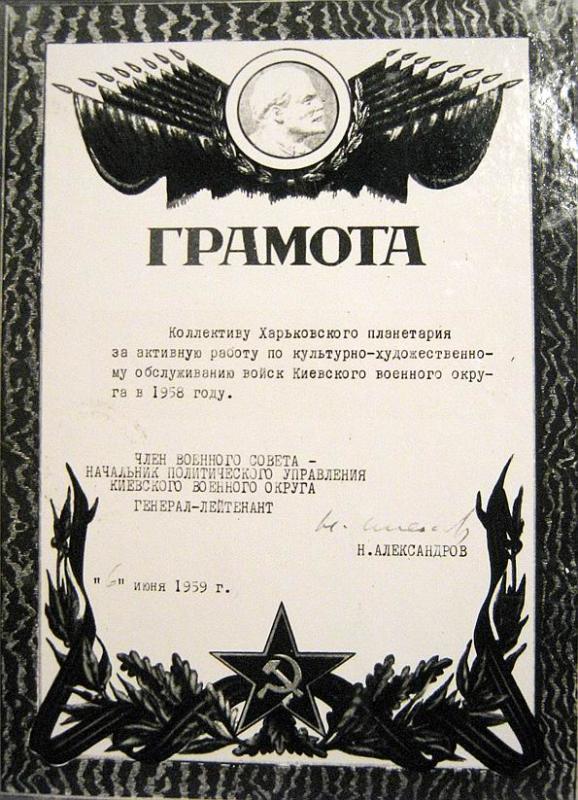 ГРАМОТА
Коллективу Харьковского планетария
за активную работу по культурно-художественно-
му обслуживанию войск Киевского военного окру-
га в 1958 году.
ЧЛЕН ВОЕННОГО СОВЕТА -
НАЧАЛЬНИК ПОЛИТИЧЕСКОГО УПРАВЛЕНИЯ
КИЕВСКОГО ВОЕННОГО ОКРУГА
ГЕНЕРАЛ-ЛЕЙТЕНАНТ
Н.АЛЕКСАНДРОВ
"6" июня 1959 г.